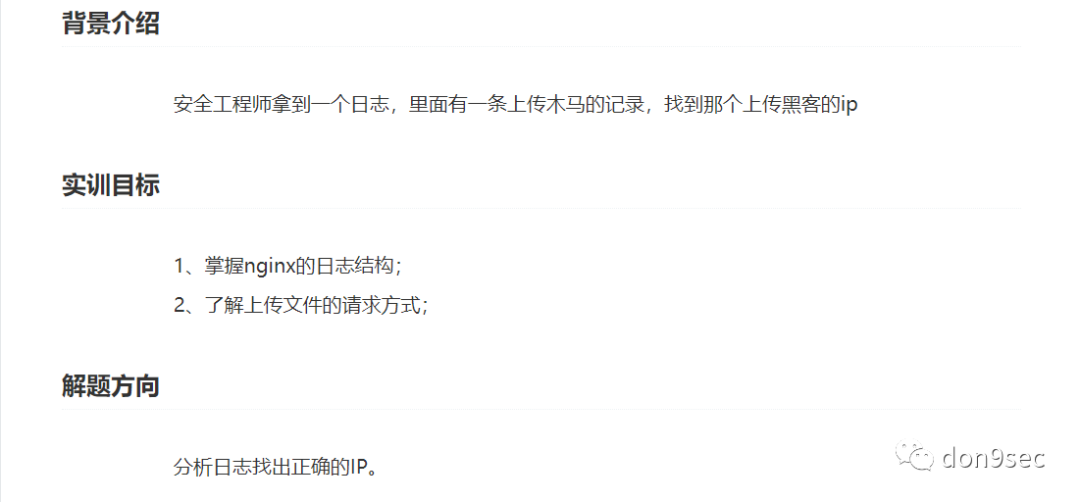 背景介绍
安全工程师拿到一个日志，里面有一条上传木马的记录，找到那个上传黑客的ip
实训目标
1、掌握nginx的日志结构；
2、了解上传文件的请求方式；
解题方向
分析日志找出正确的IP。
don9sec